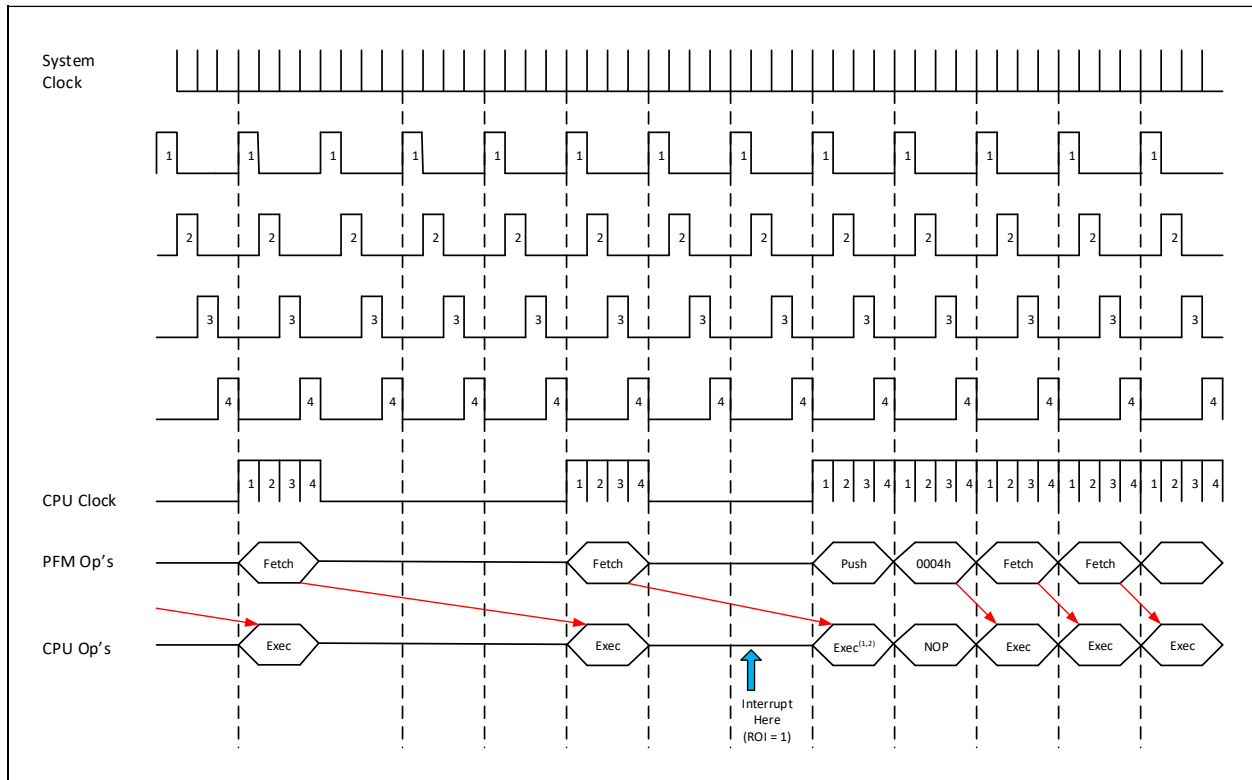 System
Clock
1 1 1 1 1 1 1 1 1 1 1 1 1
2 2 2 2 2 2 2 2 2 2 2 2 2
3 3 3 3 3 3 3 3 3 3 3 3 3
4 4 4 4 4 4 4 4 4 4 4 4 4
CPU Clock 1 2 3 4 1 2 3 4 1 2 3 4 1 2 3 4 1 2 3 4 1 2 3 4 1 2 3 4
PFM Op's Fetch Fetch Push 0004h Fetch Fetch
CPU Op's Exec Exec Exec(1,2) NOP Exec Exec Exec
Interrupt
Here
(ROI = 1)